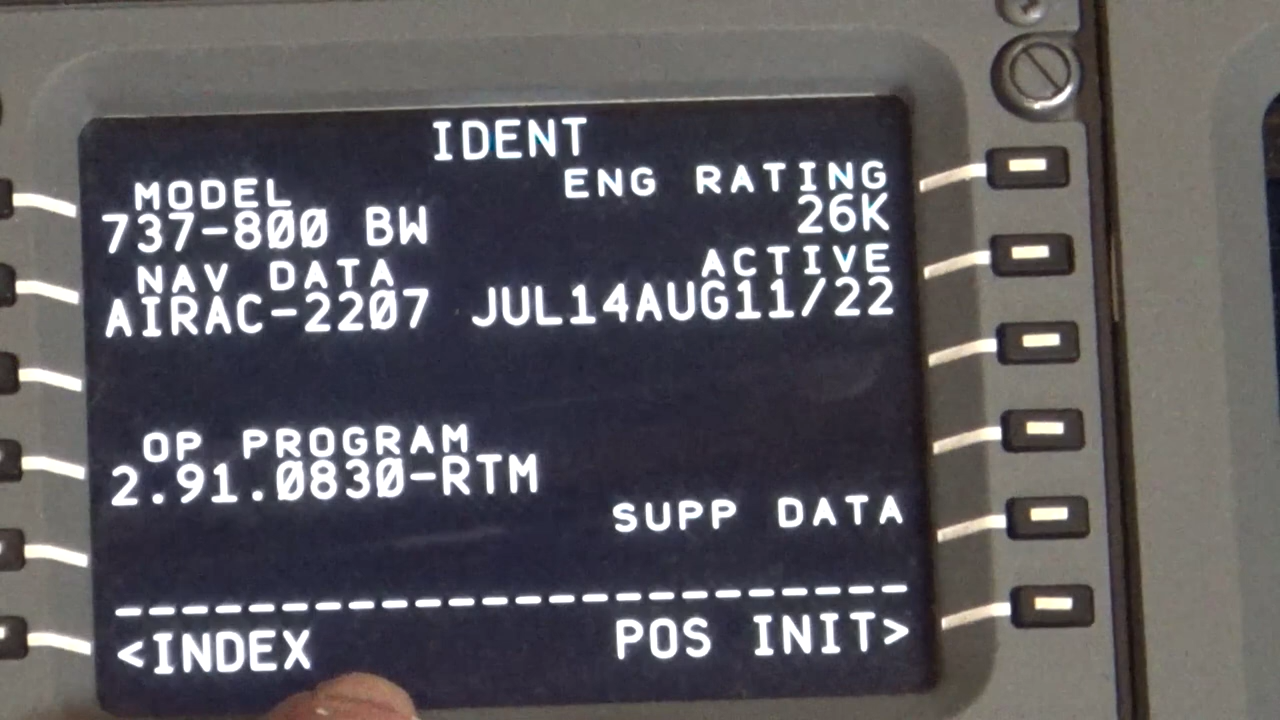 IDENT
MODEL ENG RATING
737-800 BW 26K
NAV DATA ACTIVE
AIRAC-2207 JUL14AUG11/22
OP PROGRAM
2.91.0830-RTM
SUPP DATA
<INDEX POS INIT>